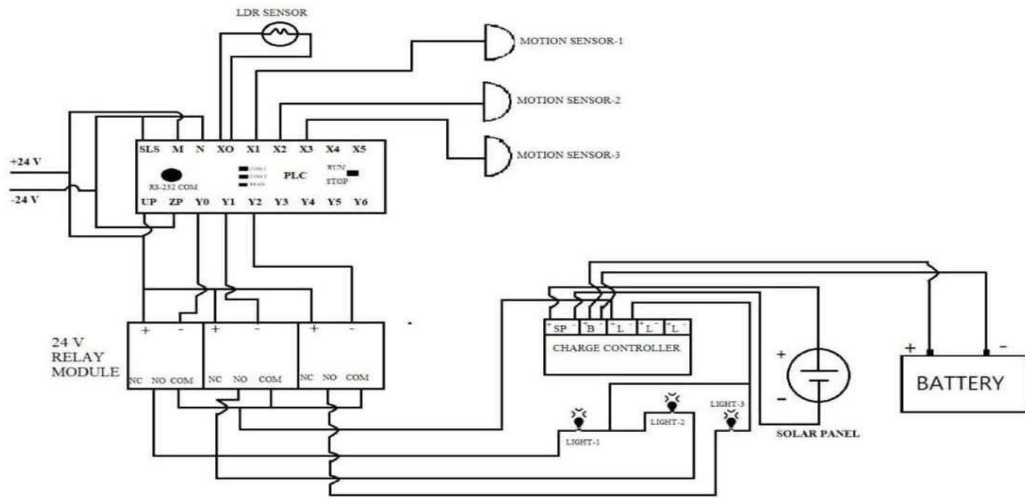 LDR SENSOR
MOTION SENSOR-1
MOTION SENSOR-2
MOTION SENSOR-3
SLS M N XO X1 X2 X3 X4 X5
+24 V
-24 V
RS-232 COM
PLC
RUN
STOP
UP ZP Y0 Y1 Y2 Y3 Y4 Y5 Y6
24 V
RELAY
MODULE
+ - + - + -
NC NO COM NC NO COM NC NO COM
+ SP - + B - + L - + L - + L -
CHARGE CONTROLLER
LIGHT-1
LIGHT-2
LIGHT-3
+
-
SOLAR PANEL
+ -
BATTERY